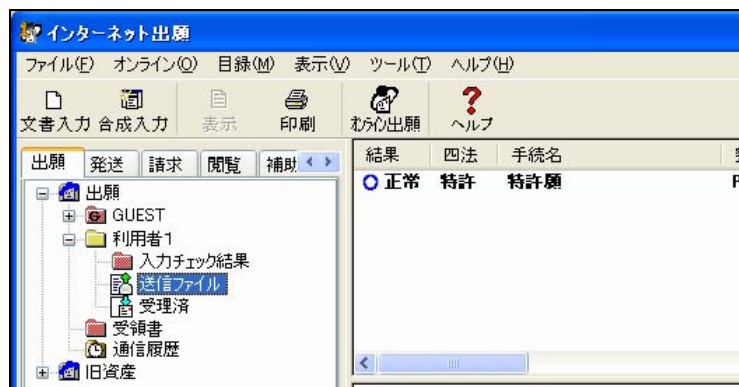 インターネット出願
ファイル(F) オンライン(O) 目録(M) 表示(V) ツール(T) ヘルプ(H)
文書入力 合成入力 表示 印刷 オンライン出願 ヘルプ
出願 発送 請求 閲覧 補助
結果 四法 手続名
正常 特許 特許願
出願
GUEST
利用者1
入力チェック結果
送信ファイル
受理済
受領書
通信履歴
旧資産